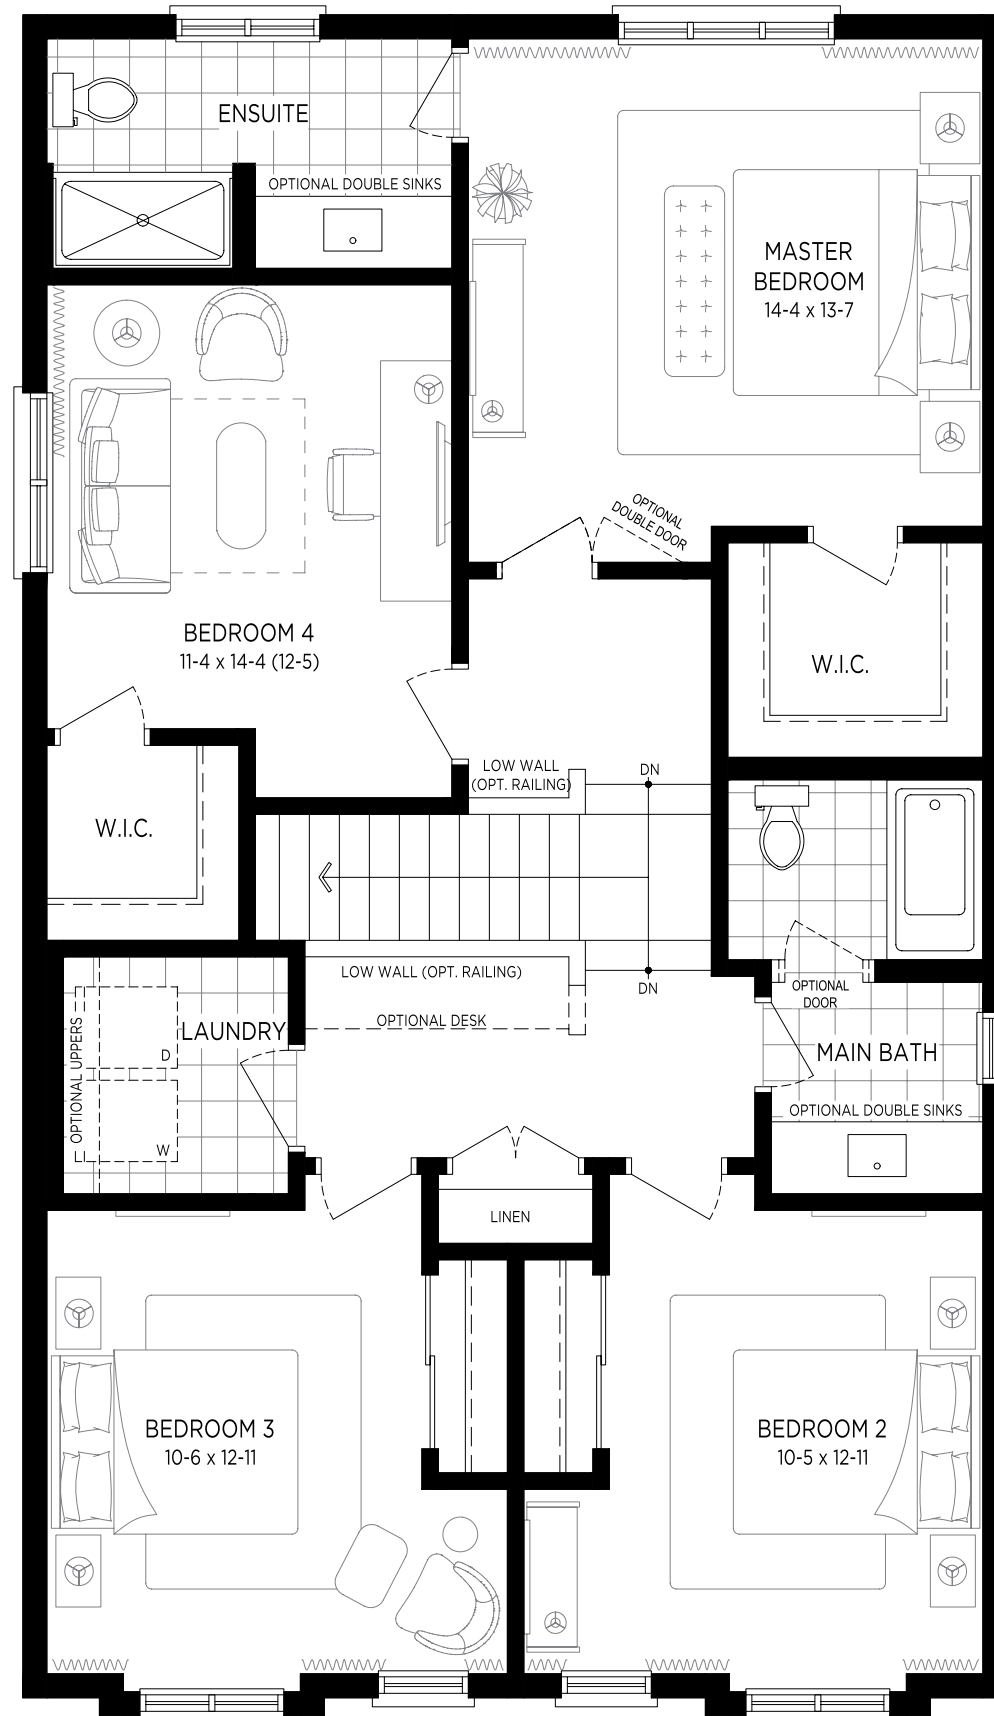 ENSUITE
OPTIONAL DOUBLE SINKS
MASTER
BEDROOM
14-4 x 13-7
OPTIONAL
DOUBLE DOOR
BEDROOM 4
11-4 x 14-4 (12-5)
W.I.C.
LOW WALL
(OPT. RAILING)
DN
W.I.C.
LOW WALL (OPT. RAILING)
DN
OPTIONAL
DOOR
OPTIONAL DESK
LAUNDRY
OPTIONAL UPPERS
D
W
MAIN BATH
OPTIONAL DOUBLE SINKS
LINEN
BEDROOM 3
10-6 x 12-11
BEDROOM 2
10-5 x 12-11